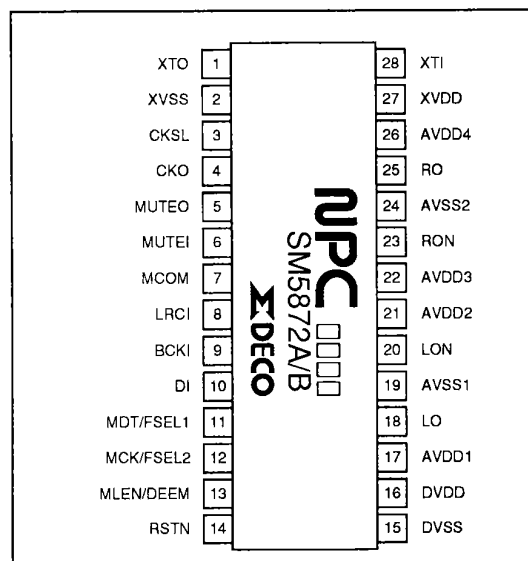 XTO 1 28 XTI
XVSS 2 27 XVDD
CKSL 3 26 AVDD4
CKO 4 25 RO
MUTEO 5 24 AVSS2
MUTEI 6 23 RON
MCOM 7 22 AVDD3
LRCI 8 21 AVDD2
BCKI 9 20 LON
DI 10 19 AVSS1
MDT/FSEL1 11 18 LO
MCK/FSEL2 12 17 AVDD1
MLEN/DEEM 13 16 DVDD
RSTN 14 15 DVSS
NPC
SM5872A/B
ΣDECO